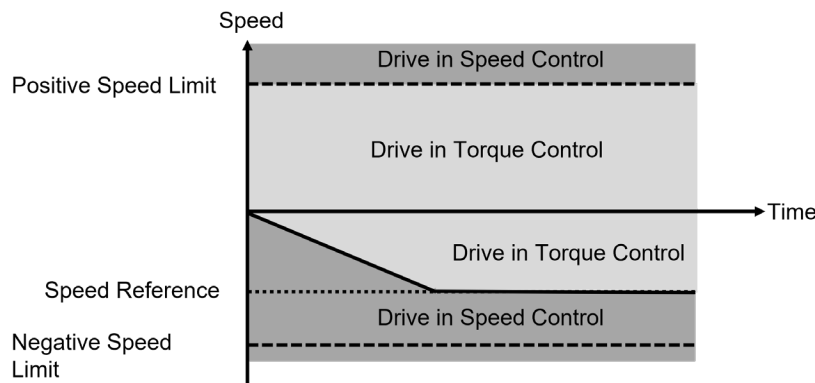 Speed
Drive in Speed Control
Positive Speed Limit
Drive in Torque Control
Time
Drive in Torque Control
Speed Reference
Drive in Speed Control
Negative Speed
Limit